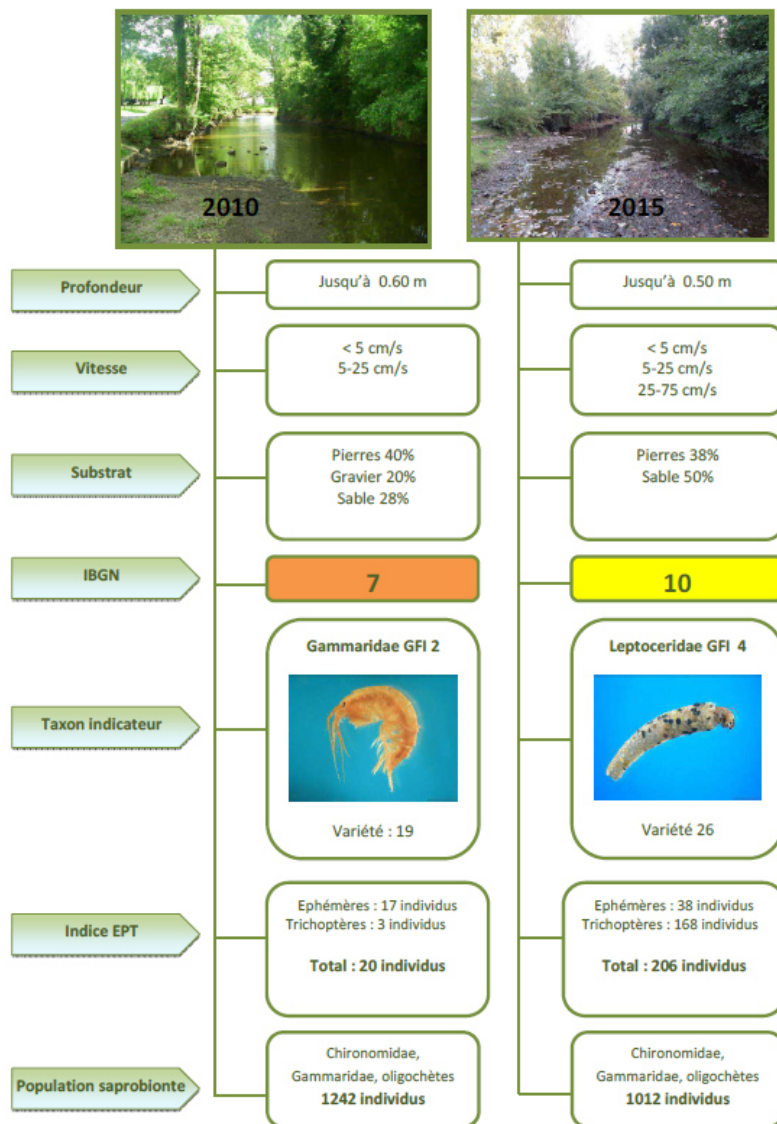 2010
2015
Profondeur
Jusqu'à 0.60 m
Jusqu'à 0.50 m
Vitesse
< 5 cm/s
5-25 cm/s
< 5 cm/s
5-25 cm/s
25-75 cm/s
Substrat
Pierres 40%
Gravier 20%
Sable 28%
Pierres 38%
Sable 50%
IBGN
7
10
Taxon indicateur
Gammaridae GFI 2
Variété : 19
Leptoceridae GFI 4
Variété 26
Indice EPT
Ephémères : 17 individus
Trichoptères : 3 individus
Total : 20 individus
Ephémères : 38 individus
Trichoptères : 168 individus
Total : 206 individus
Population saprobionte
Chironomidae,
Gammaridae, oligochètes
1242 individus
Chironomidae,
Gammaridae, oligochètes
1012 individus